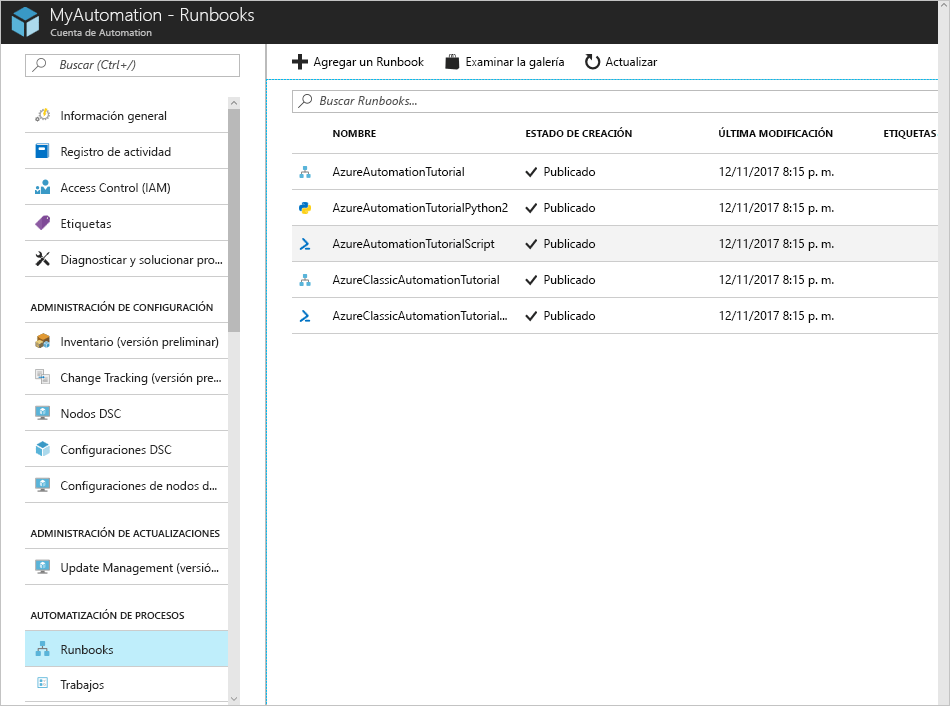 MyAutomation - Runbooks
Cuenta de Automation
Buscar (Ctrl+/)
Información general
Registro de actividad
Access Control (IAM)
Etiquetas
Diagnosticar y solucionar pro...
ADMINISTRACIÓN DE CONFIGURACIÓN
Inventario (versión preliminar)
Change Tracking (versión pre...
Nodos DSC
Configuraciones DSC
Configuraciones de nodos d...
ADMINISTRACIÓN DE ACTUALIZACIONES
Update Management (versió...
AUTOMATIZACIÓN DE PROCESOS
Runbooks
Trabajos
Agregar un Runbook Examinar la galería Actualizar
Buscar Runbooks...
NOMBRE ESTADO DE CREACIÓN ÚLTIMA MODIFICACIÓN ETIQUETAS
AzureAutomationTutorial Publicado 12/11/2017 8:15 p. m.
AzureAutomationTutorialPython2 Publicado 12/11/2017 8:15 p. m.
AzureAutomationTutorialScript Publicado 12/11/2017 8:15 p. m.
AzureClassicAutomationTutorial Publicado 12/11/2017 8:15 p. m.
AzureClassicAutomationTutorial... Publicado 12/11/2017 8:15 p. m.